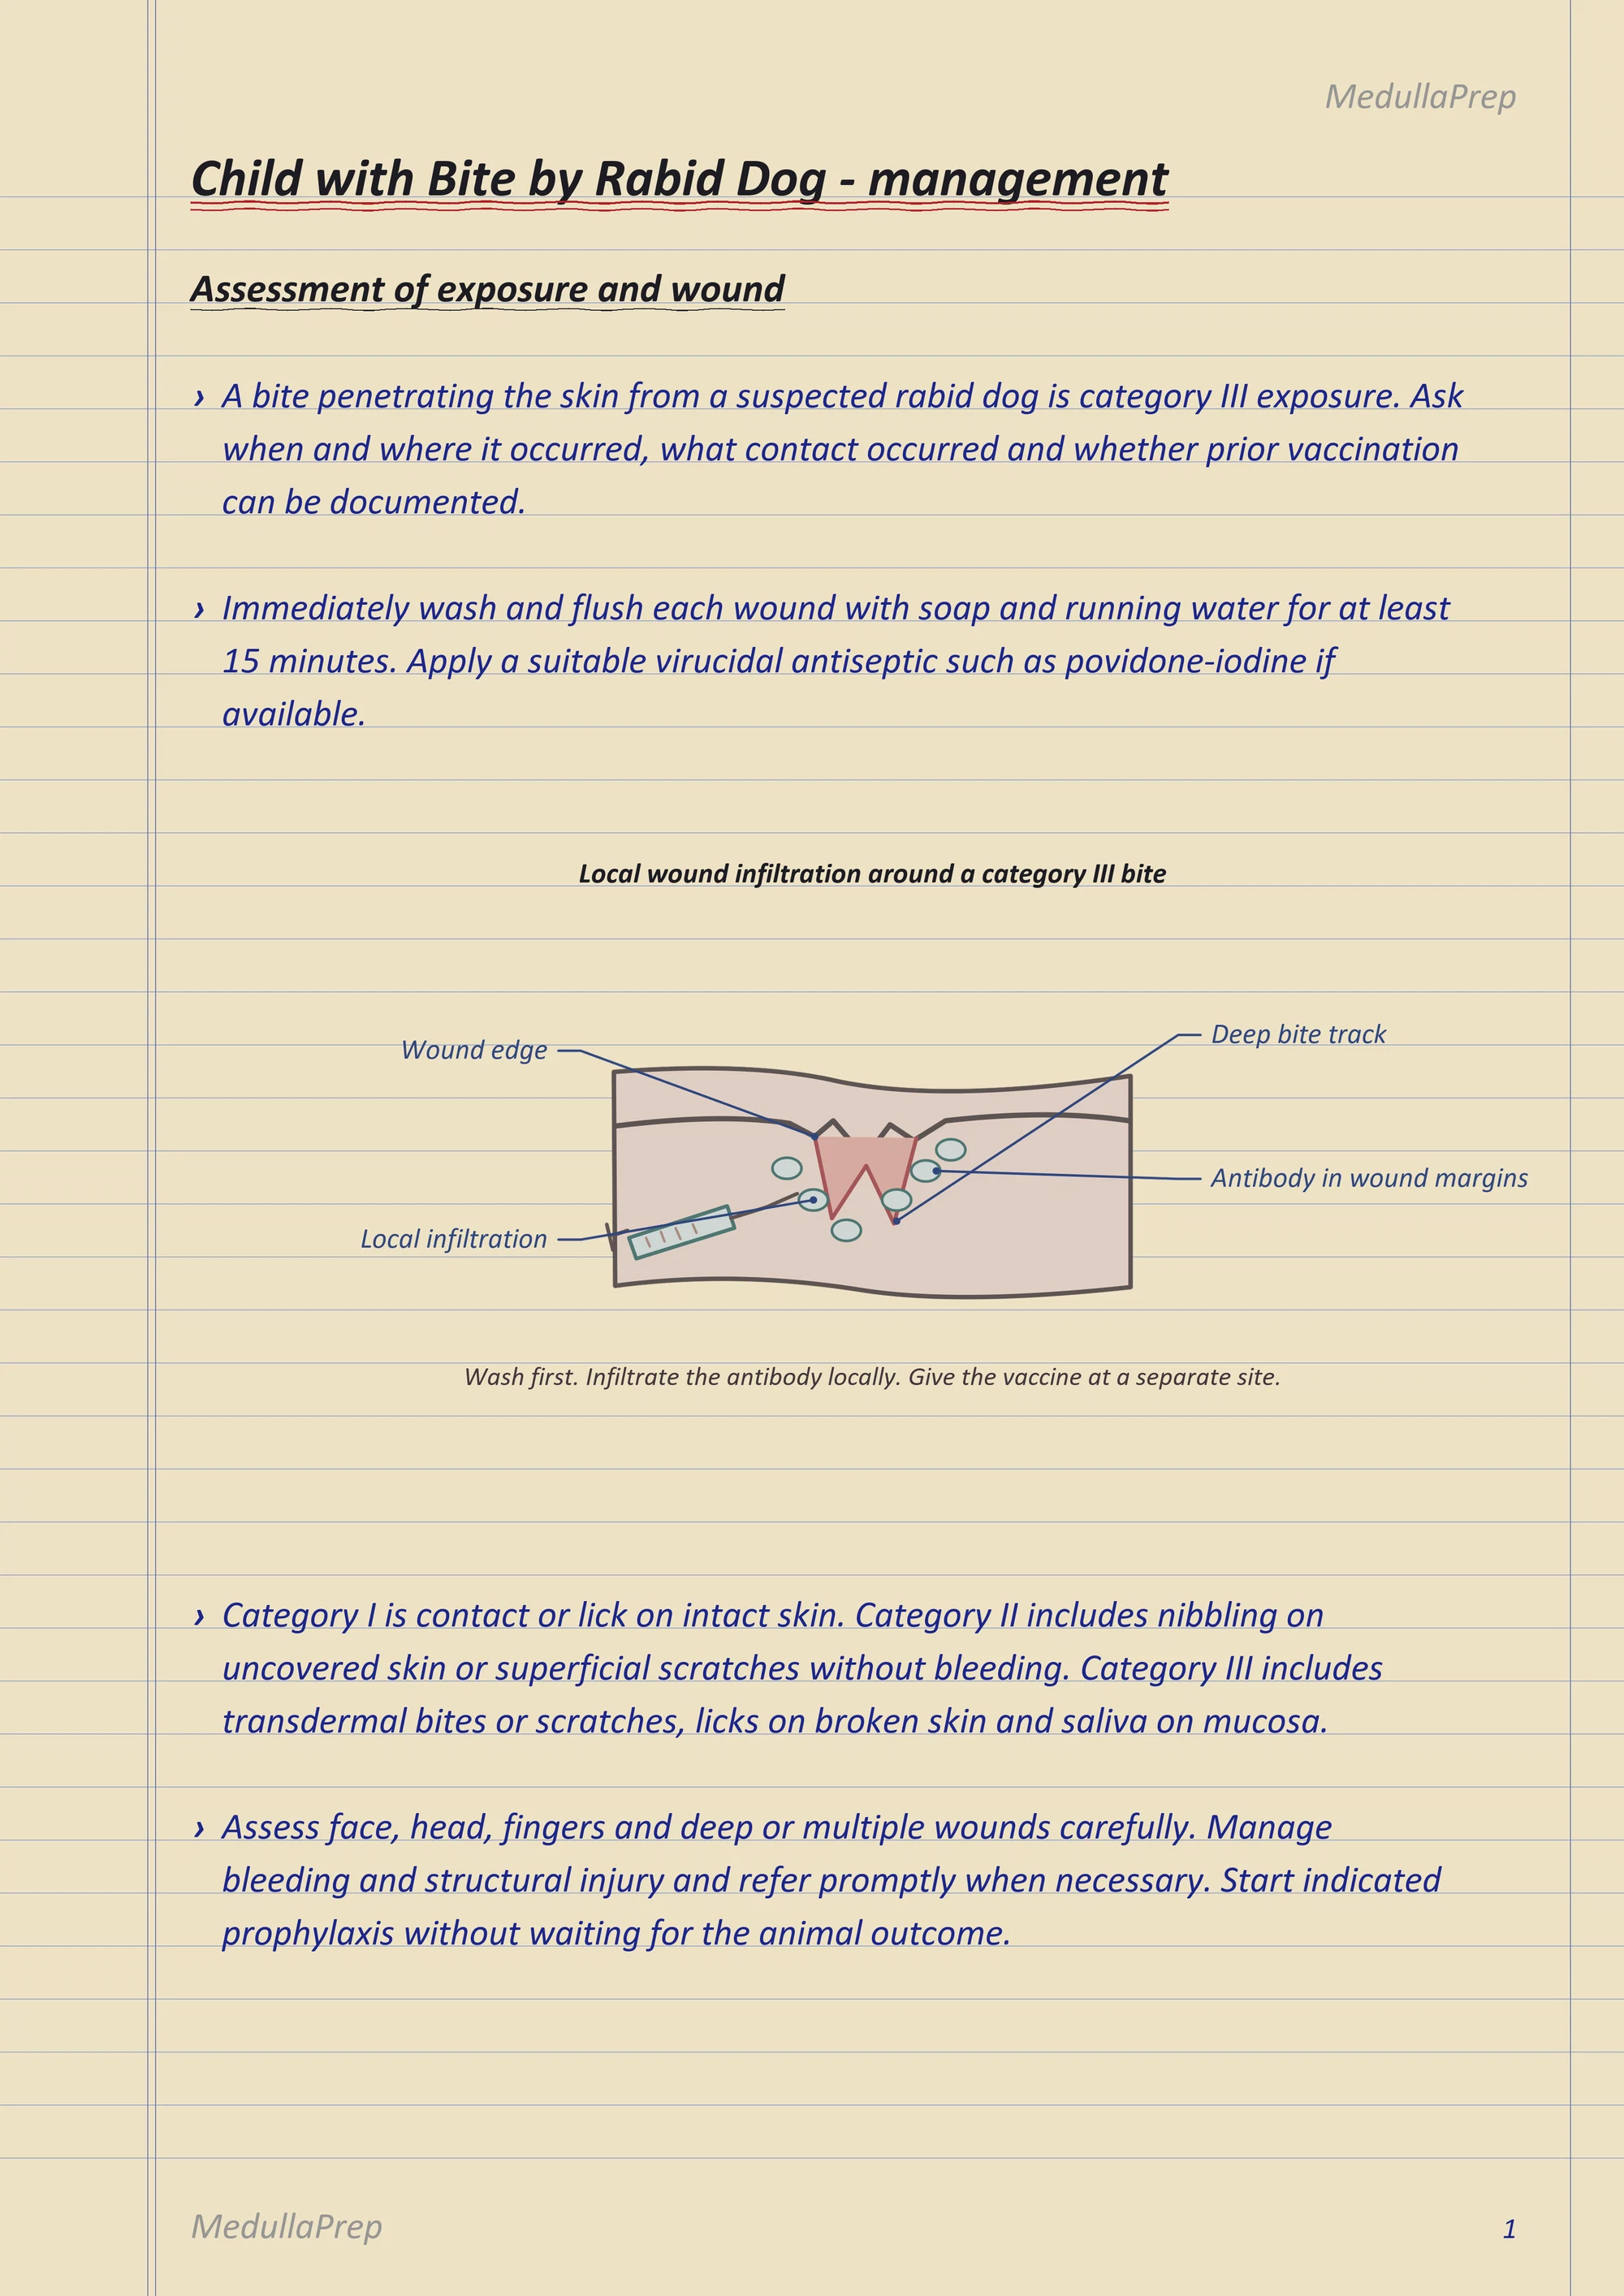 MedullaPrep
Child with Bite by Rabid Dog - management
Assessment of exposure and wound
› A bite penetrating the skin from a suspected rabid dog is category III exposure. Ask
when and where it occurred, what contact occurred and whether prior vaccination
can be documented.
› Immediately wash and flush each wound with soap and running water for at least
15 minutes. Apply a suitable virucidal antiseptic such as povidone-iodine if
available.
Local wound infiltration around a category III bite
Wound edge
Deep bite track
Antibody in wound margins
Local infiltration
Wash first. Infiltrate the antibody locally. Give the vaccine at a separate site.
› Category I is contact or lick on intact skin. Category II includes nibbling on
uncovered skin or superficial scratches without bleeding. Category III includes
transdermal bites or scratches, licks on broken skin and saliva on mucosa.
› Assess face, head, fingers and deep or multiple wounds carefully. Manage
bleeding and structural injury and refer promptly when necessary. Start indicated
prophylaxis without waiting for the animal outcome.
MedullaPrep
1